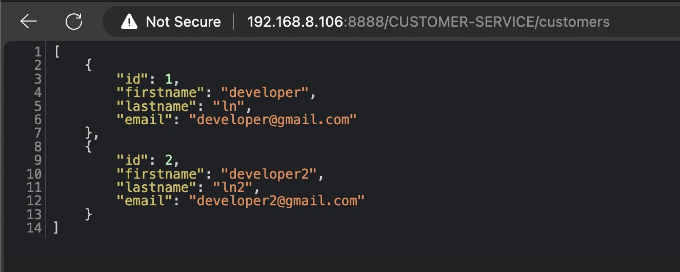 Not Secure 192.168.8.106:8888/CUSTOMER-SERVICE/customers
1 [
2 {
3 "id": 1,
4 "firstname": "developer",
5 "lastname": "ln",
6 "email": "developer@gmail.com"
7 },
8 {
9 "id": 2,
10 "firstname": "developer2",
11 "lastname": "ln2",
12 "email": "developer2@gmail.com"
13 }
14 ]